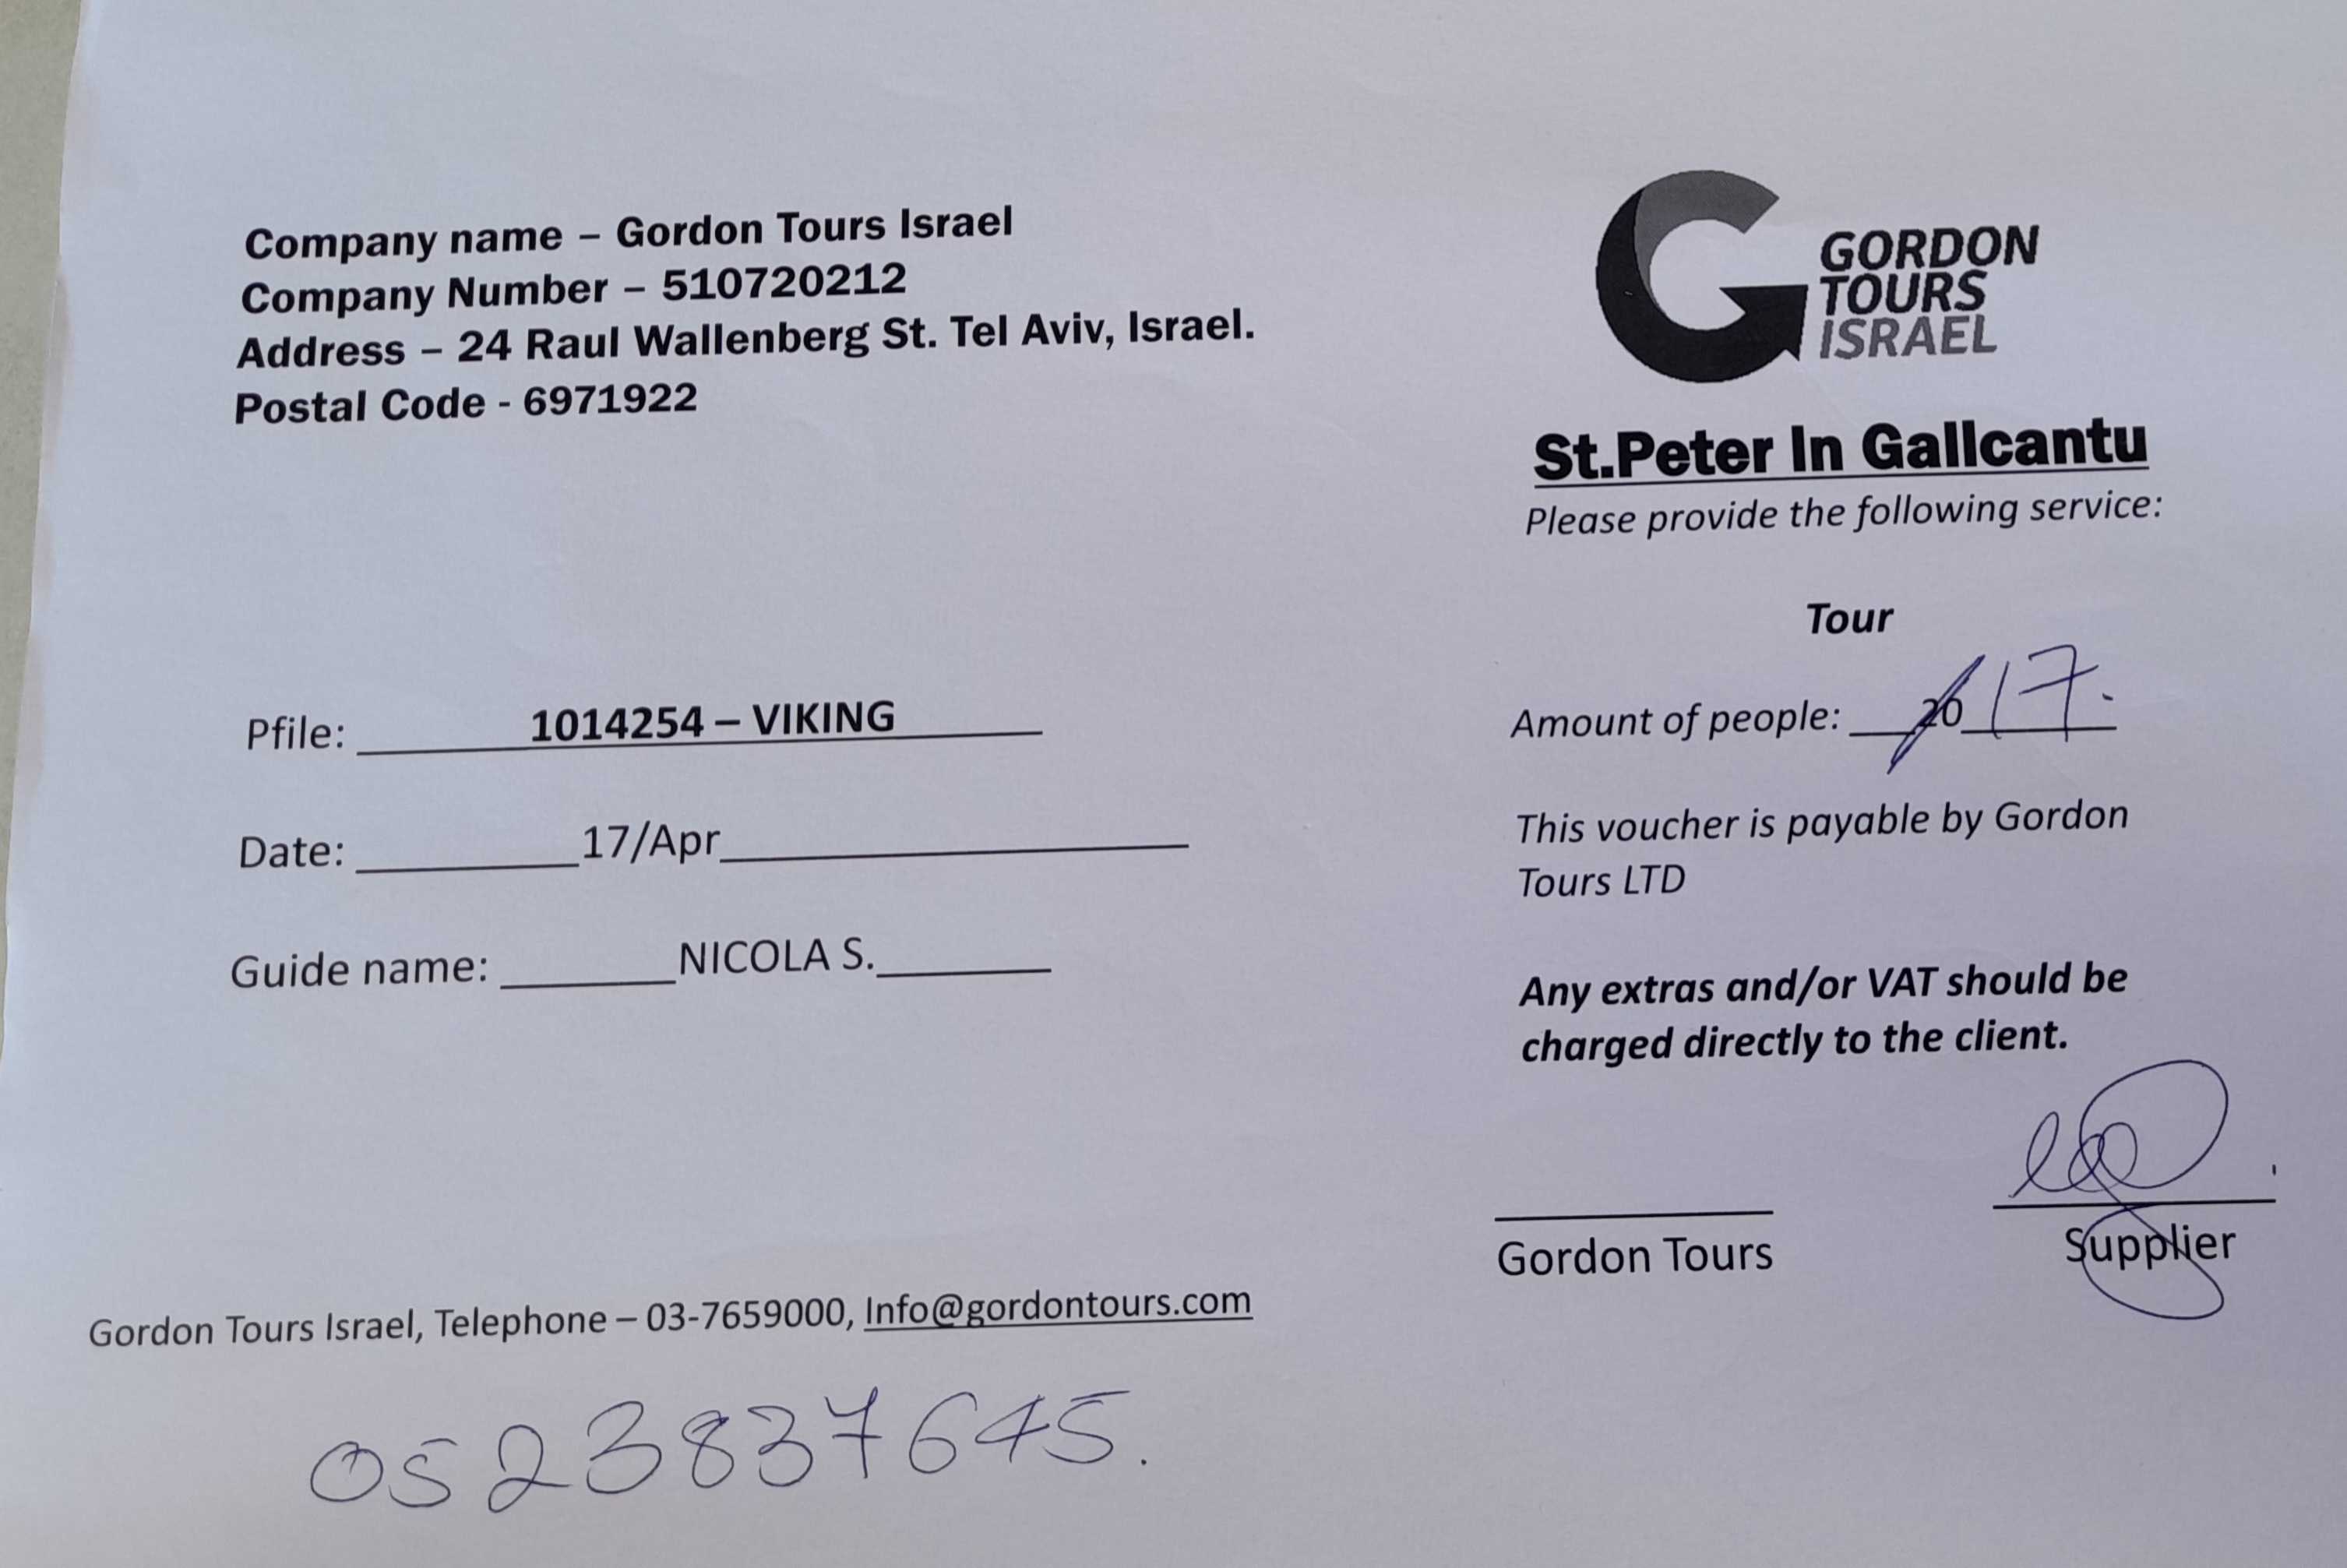 Company name – Gordon Tours Israel
Company Number – 510720212
Address – 24 Raul Wallenberg St. Tel Aviv, Israel.
Postal Code - 6971922
GORDON
TOURS
ISRAEL
St.Peter In Gallcantu
Please provide the following service:
Tour
Pfile: 1014254 – VIKING
Date: 17/Apr
Guide name: NICOLA S.
Amount of people: 20 17.
This voucher is payable by Gordon
Tours LTD
Any extras and/or VAT should be
charged directly to the client.
Gordon Tours
Supplier
Gordon Tours Israel, Telephone – 03-7659000, Info@gordontours.com
0523837645.